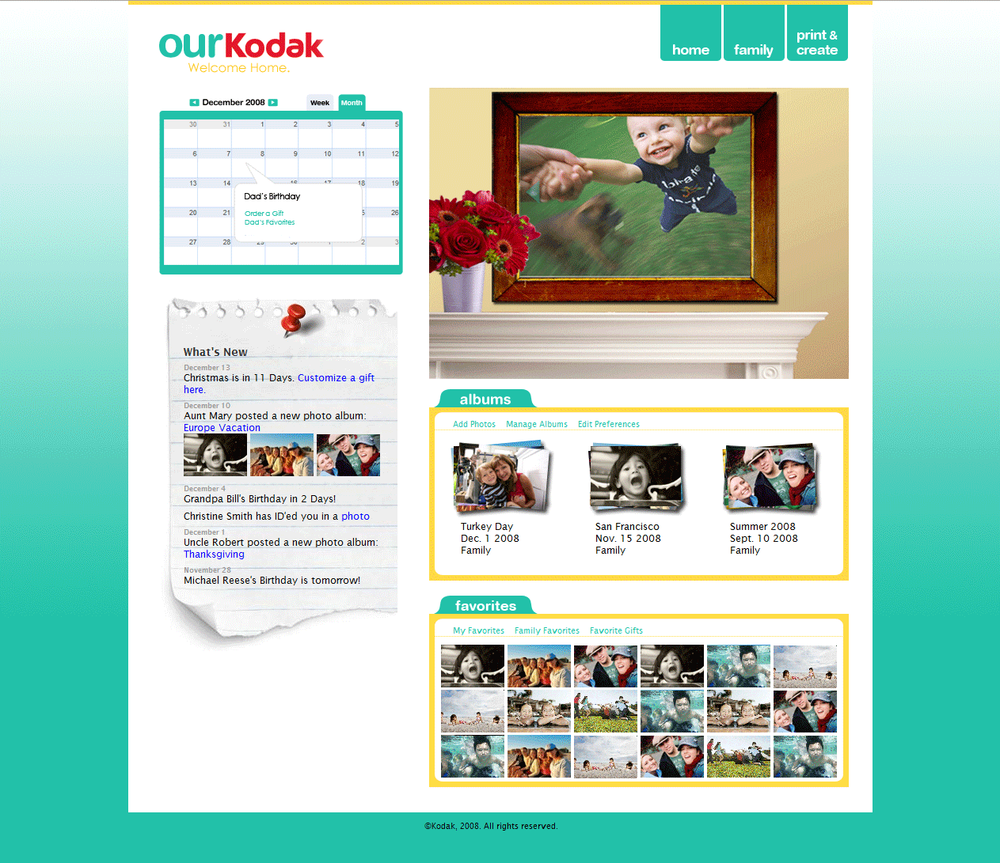 ourKodak
Welcome Home.
home
family
print &
create
December 2008
Week
Month
30 31 1 2 3 4 5
6 7 8 9 10 11 12
13 14 15 16 17 18 19
Dad's Birthday
Order a Gift
Dad's Favorites
20 21 26
27 28 29 30 1 2 3
What's New
December 13
Christmas is in 11 Days. Customize a gift
here.
December 10
Aunt Mary posted a new photo album:
Europe Vacation
December 4
Grandpa Bill's Birthday in 2 Days!
Christine Smith has ID'ed you in a photo
December 1
Uncle Robert posted a new photo album:
Thanksgiving
November 28
Michael Reese's Birthday is tomorrow!
albums
Add Photos Manage Albums Edit Preferences
Turkey Day
Dec. 1 2008
Family
San Francisco
Nov. 15 2008
Family
Summer 2008
Sept. 10 2008
Family
favorites
My Favorites Family Favorites Favorite Gifts
©Kodak, 2008. All rights reserved.